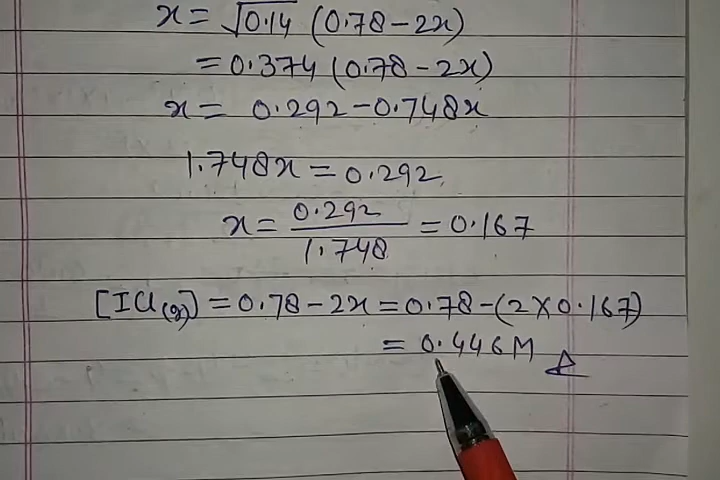 x = √0.14 (0.78-2x)
= 0.374 (0.78-2x)
x = 0.292-0.748x
1.748x = 0.292
x = 0.292/1.748 = 0.167
[ICl(g)] = 0.78-2x = 0.78-(2×0.167)
= 0.446M